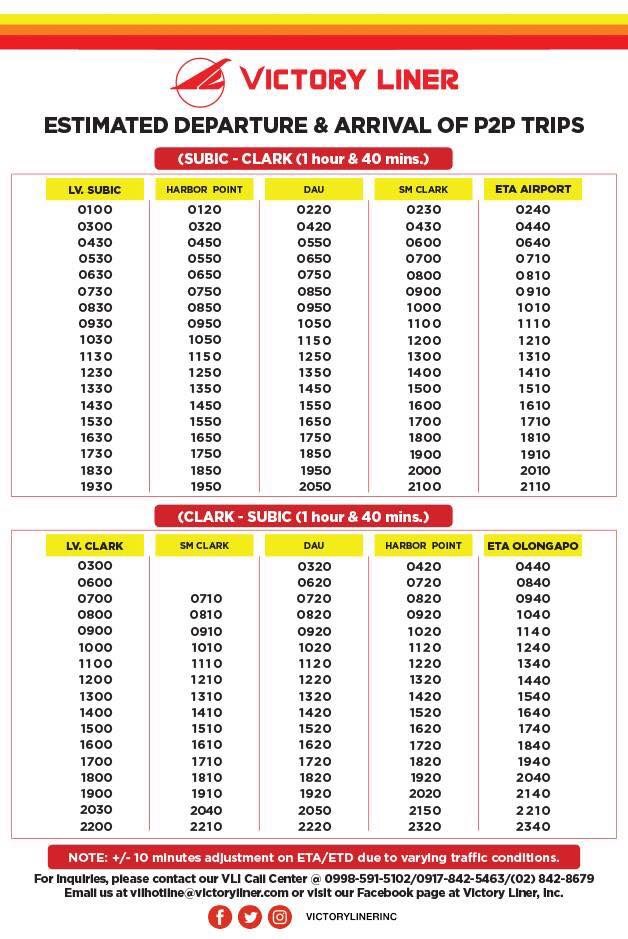 VICTORY LINER
ESTIMATED DEPARTURE & ARRIVAL OF P2P TRIPS
(SUBIC - CLARK (1 hour & 40 mins.)
LV. SUBIC HARBOR POINT DAU SM CLARK ETA AIRPORT
0100 0120 0220 0230 0240
0300 0320 0420 0430 0440
0430 0450 0550 0600 0640
0530 0550 0650 0700 0710
0630 0650 0750 0800 0810
0730 0750 0850 0900 0910
0830 0850 0950 1000 1010
0930 0950 1050 1100 1110
1030 1050 1150 1200 1210
1130 1150 1250 1300 1310
1230 1250 1350 1400 1410
1330 1350 1450 1500 1510
1430 1450 1550 1600 1610
1530 1550 1650 1700 1710
1630 1650 1750 1800 1810
1730 1750 1850 1900 1910
1830 1850 1950 2000 2010
1930 1950 2050 2100 2110
(CLARK - SUBIC (1 hour & 40 mins.)
LV. CLARK SM CLARK DAU HARBOR POINT ETA OLONGAPO
0300 0320 0420 0440
0600 0620 0720 0840
0700 0710 0720 0820 0940
0800 0810 0820 0920 1040
0900 0910 0920 1020 1140
1000 1010 1020 1120 1240
1100 1110 1120 1220 1340
1200 1210 1220 1320 1440
1300 1310 1320 1420 1540
1400 1410 1420 1520 1640
1500 1510 1520 1620 1740
1600 1610 1620 1720 1840
1700 1710 1720 1820 1940
1800 1810 1820 1920 2040
1900 1910 1920 2020 2140
2030 2040 2050 2150 2210
2200 2210 2220 2320 2340
NOTE: +/- 10 minutes adjustment on ETA/ETD due to varying traffic conditions.
For inquiries, please contact our VLI Call Center @ 0998-591-5102/0917-842-5463/(02) 842-8679
Email us at vlihotline@victoryliner.com or visit our Facebook page at Victory Liner, Inc.
VICTORYLINERINC